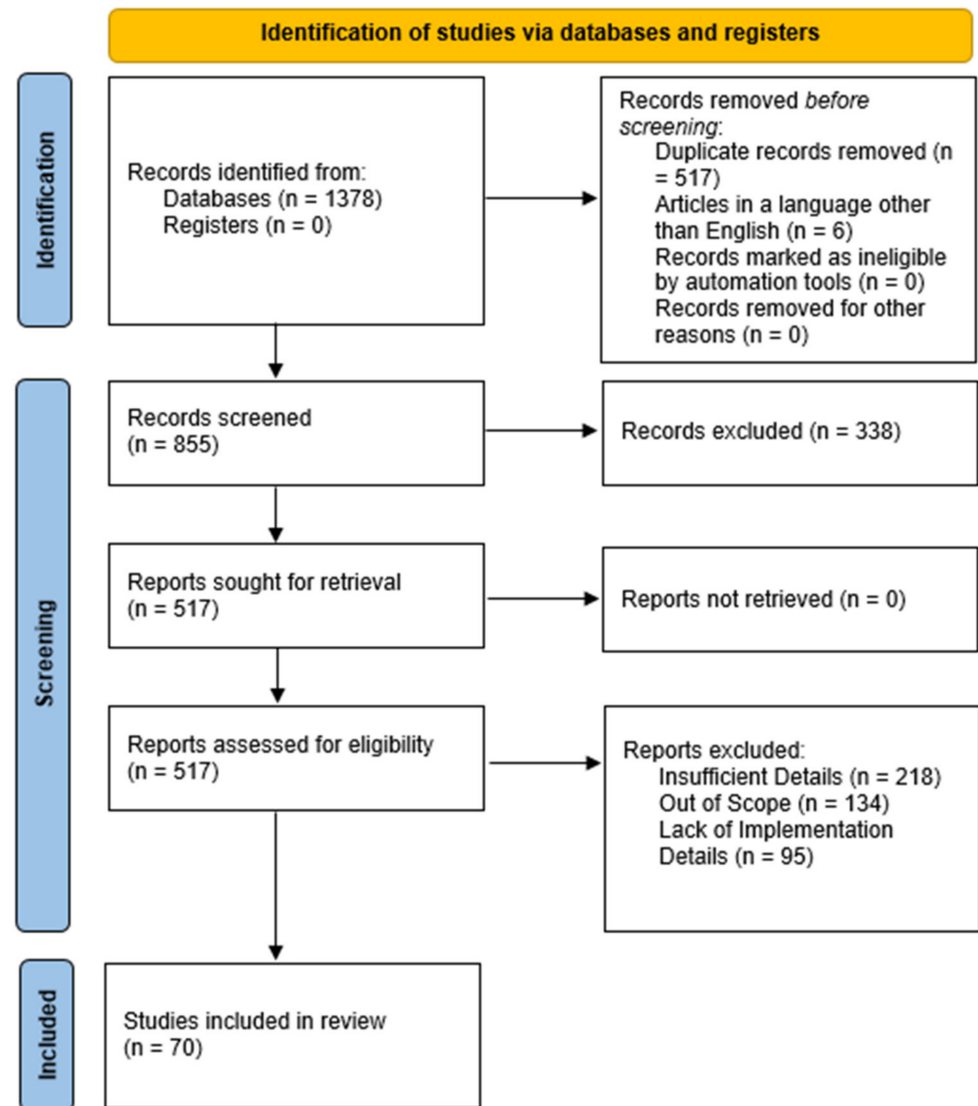 Identification of studies via databases and registers
Identification
Records identified from:
Databases (n = 1378)
Registers (n = 0)
Records removed before
screening:
Duplicate records removed (n
= 517)
Articles in a language other
than English (n = 6)
Records marked as ineligible
by automation tools (n = 0)
Records removed for other
reasons (n = 0)
Screening
Records screened
(n = 855)
Records excluded (n = 338)
Reports sought for retrieval
(n = 517)
Reports not retrieved (n = 0)
Reports assessed for eligibility
(n = 517)
Reports excluded:
Insufficient Details (n = 218)
Out of Scope (n = 134)
Lack of Implementation
Details (n = 95)
Included
Studies included in review
(n = 70)